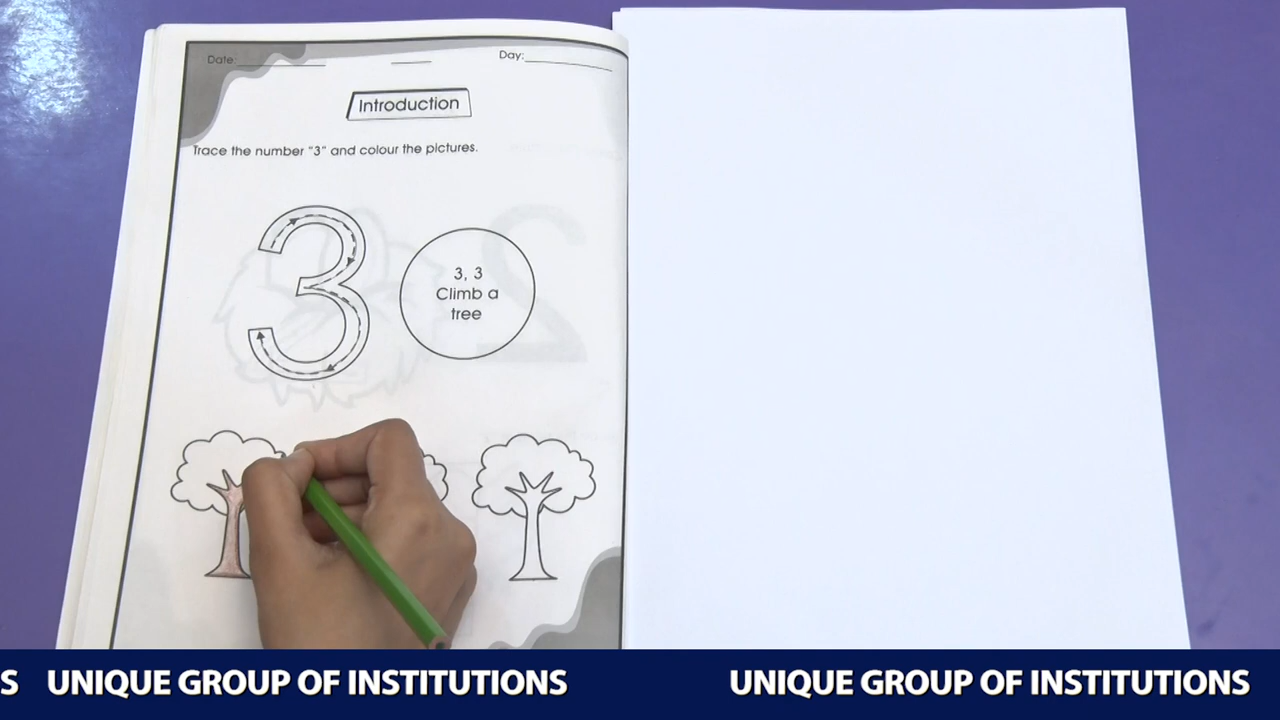 Date:
Day:
Introduction
Trace the number "3" and colour the pictures.
3
3, 3
Climb a
tree
S UNIQUE GROUP OF INSTITUTIONS UNIQUE GROUP OF INSTITUTIONS